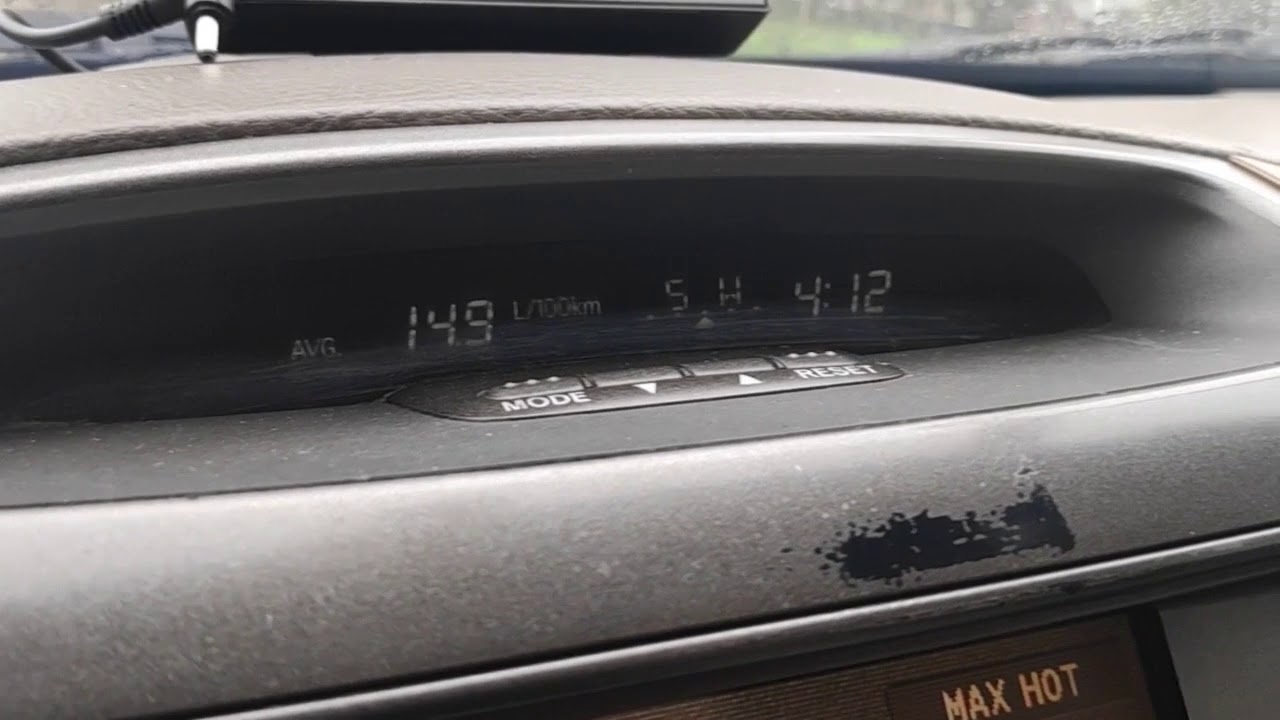 AVG. 14.9 L/100km S W 4:12
MODE ▼ ▲ RESET
MAX HOT